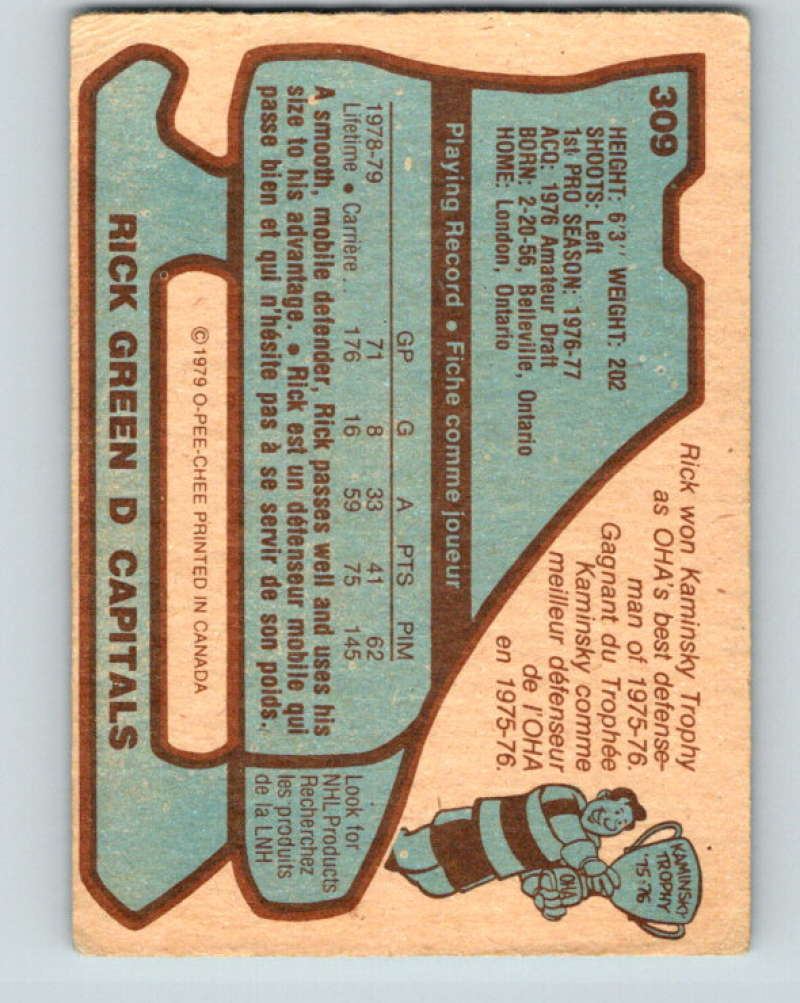 309
HEIGHT: 6'3" WEIGHT: 202
SHOOTS: Left
1st PRO SEASON: 1976-77
ACQ: 1976 Amateur Draft
BORN: 2-20-56, Belleville, Ontario
HOME: London, Ontario
Rick won Kaminsky Trophy
as OHA's best defense-
man of 1975-76.
Gagnant du Trophée
Kaminsky comme
meilleur défenseur
de l'OHA
en 1975-76.
KAMINSKY
TROPHY
'75-'76
OHA
Playing Record • Fiche comme joueur
GP G A PTS PIM
1978-79 71 8 33 41 62
Lifetime • Carrière .. 176 16 59 75 145
A smooth, mobile defender, Rick passes well and uses his
size to his advantage. • Rick est un défenseur mobile qui
passe bien et qui n'hésite pas à se servir de son poids.
Look for
NHL Products
Recherchez
les produits
de la LNH
©1979 O-PEE-CHEE PRINTED IN CANADA
RICK GREEN D CAPITALS